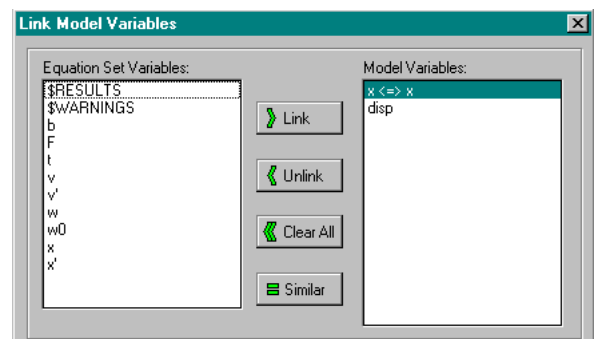 Link Model Variables
Equation Set Variables:
$RESULTS
$WARNINGS
b
F
t
v
v'
w
w0
x
x'
Link
Unlink
Clear All
Similar
Model Variables:
x <=> x
disp